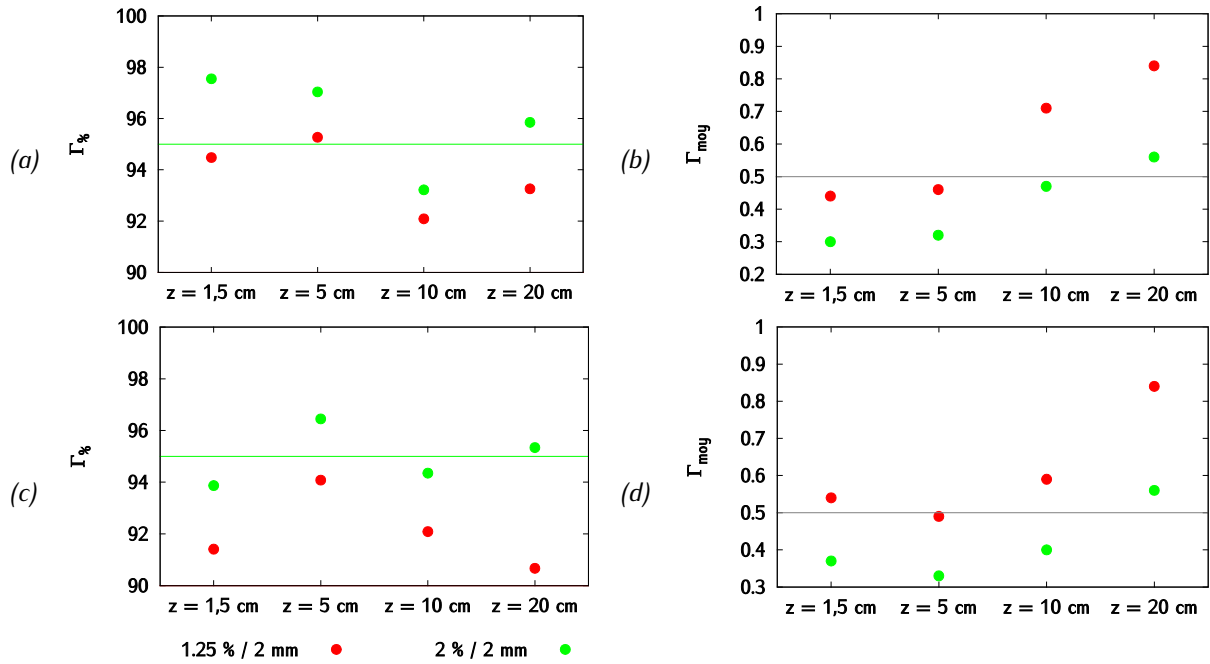 (a)
Γ%
100
98
96
94
92
90
z = 1,5 cm z = 5 cm z = 10 cm z = 20 cm
(b)
Γmoy
1
0.9
0.8
0.7
0.6
0.5
0.4
0.3
0.2
z = 1,5 cm z = 5 cm z = 10 cm z = 20 cm
(c)
Γ%
100
98
96
94
92
90
z = 1,5 cm z = 5 cm z = 10 cm z = 20 cm
(d)
Γmoy
1
0.9
0.8
0.7
0.6
0.5
0.4
0.3
z = 1,5 cm z = 5 cm z = 10 cm z = 20 cm
1.25 % / 2 mm 2 % / 2 mm